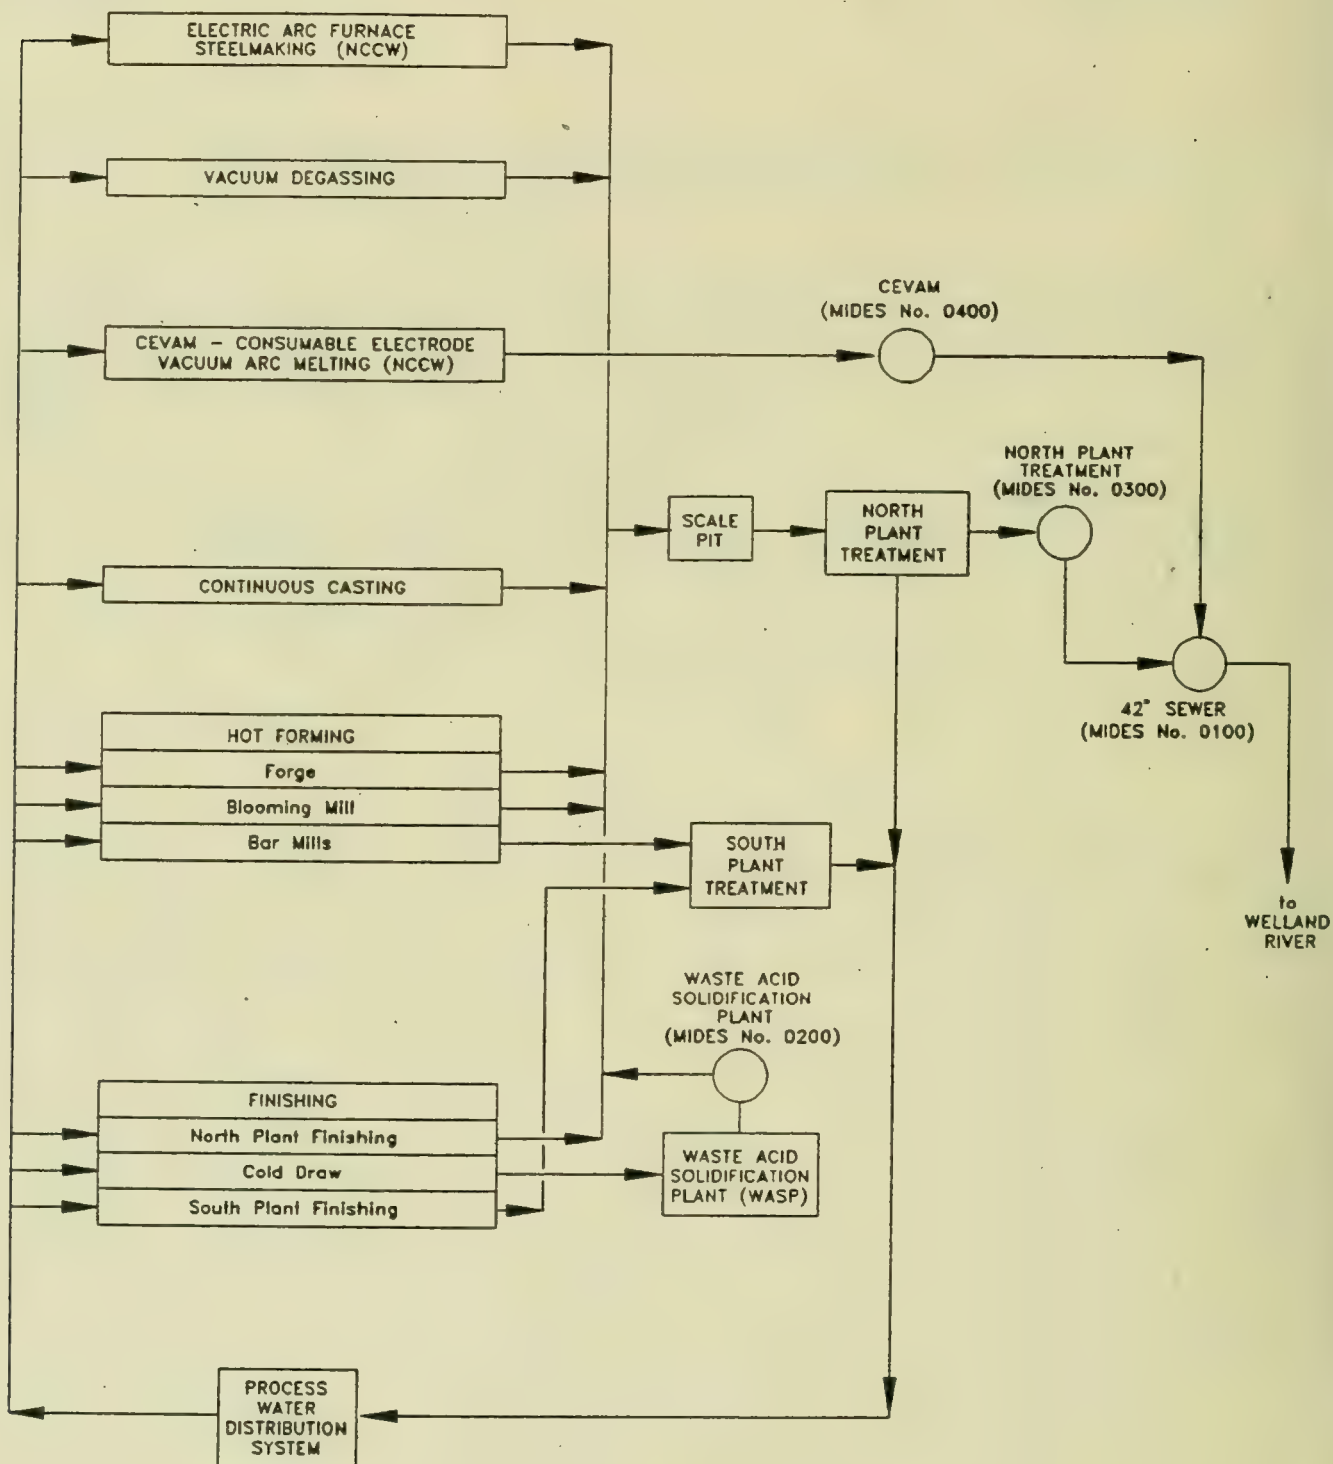 ELECTRIC ARC FURNACE
STEELMAKING (NCCW)
VACUUM DEGASSING
CEVAM
(MIDES No. 0400)
CEVAM - CONSUMABLE ELECTRODE
VACUUM ARC MELTING (NCCW)
NORTH PLANT
TREATMENT
(MIDES No. 0300)
SCALE
PIT
NORTH
PLANT
TREATMENT
CONTINUOUS CASTING
42" SEWER
(MIDES No. 0100)
HOT FORMING
Forge
Blooming Mill
Bar Mills
SOUTH
PLANT
TREATMENT
to
WELLAND
RIVER
WASTE ACID
SOLIDIFICATION
PLANT
(MIDES No. 0200)
FINISHING
North Plant Finishing
Cold Draw
South Plant Finishing
WASTE ACID
SOLIDIFICATION
PLANT (WASP)
PROCESS
WATER
DISTRIBUTION
SYSTEM